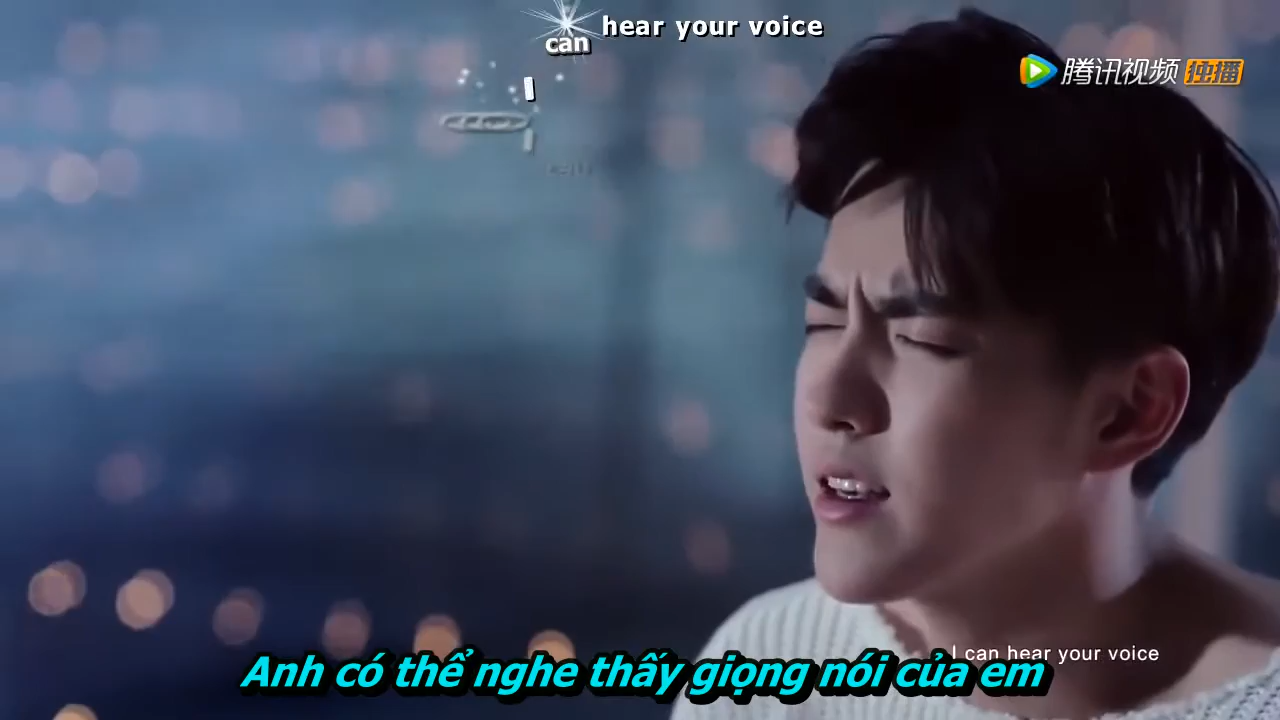 can hear your voice
I
腾讯视频 独播
I can hear your voice
Anh có thể nghe thấy giọng nói của em